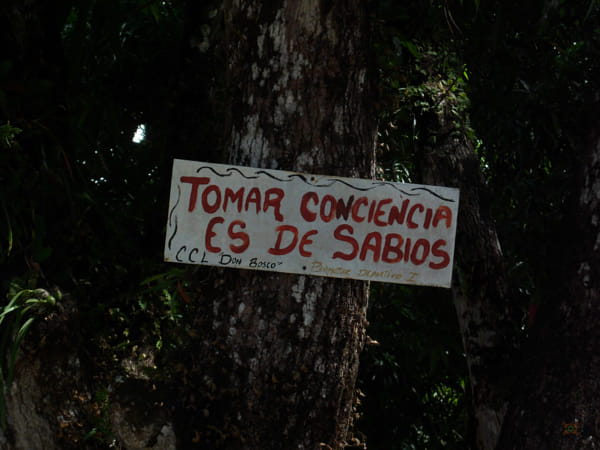 TOMAR CONCIENCIA
ES DE SABIOS
CCL DON BOSCO